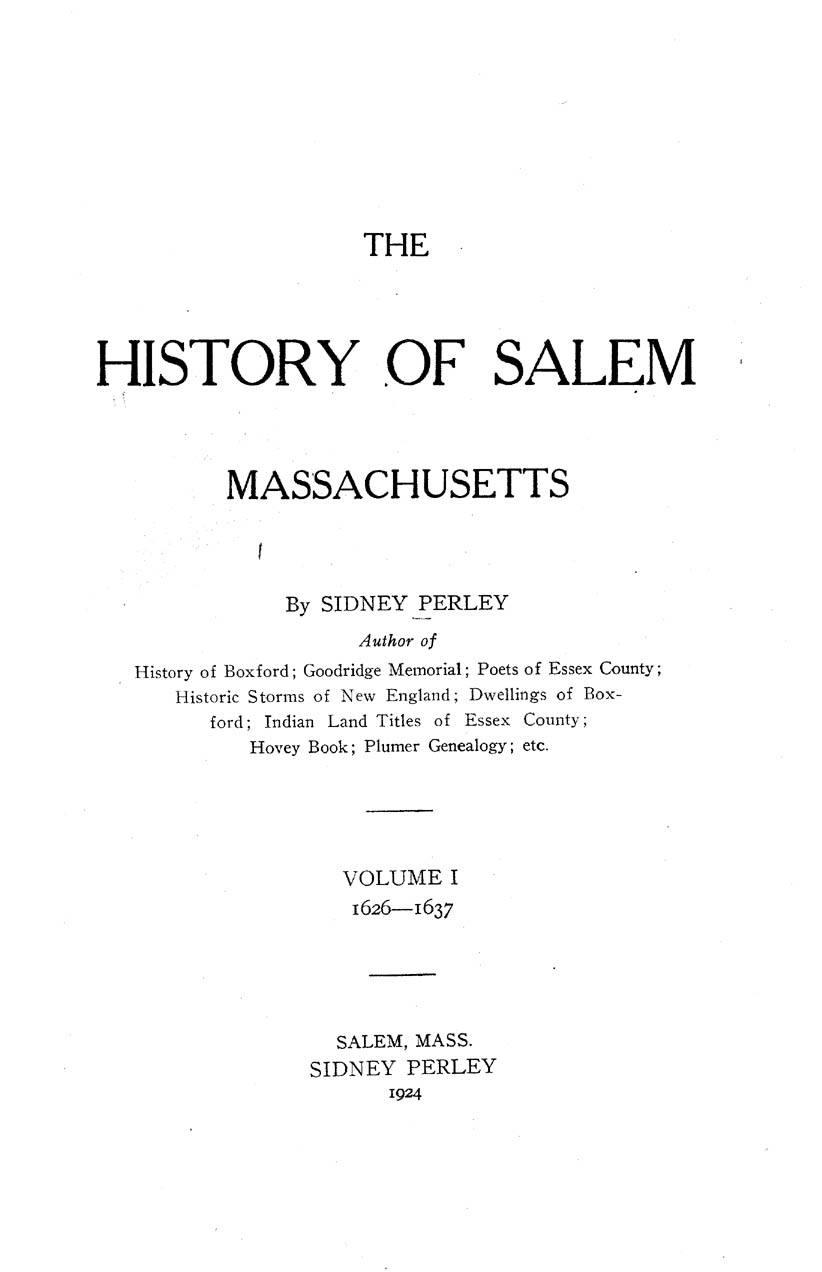 THE
HISTORY OF SALEM
MASSACHUSETTS
By SIDNEY PERLEY
Author of
History of Boxford; Goodridge Memorial; Poets of Essex County;
Historic Storms of New England; Dwellings of Box-
ford; Indian Land Titles of Essex County;
Hovey Book; Plumer Genealogy; etc.
VOLUME I
1626—1637
SALEM, MASS.
SIDNEY PERLEY
1924